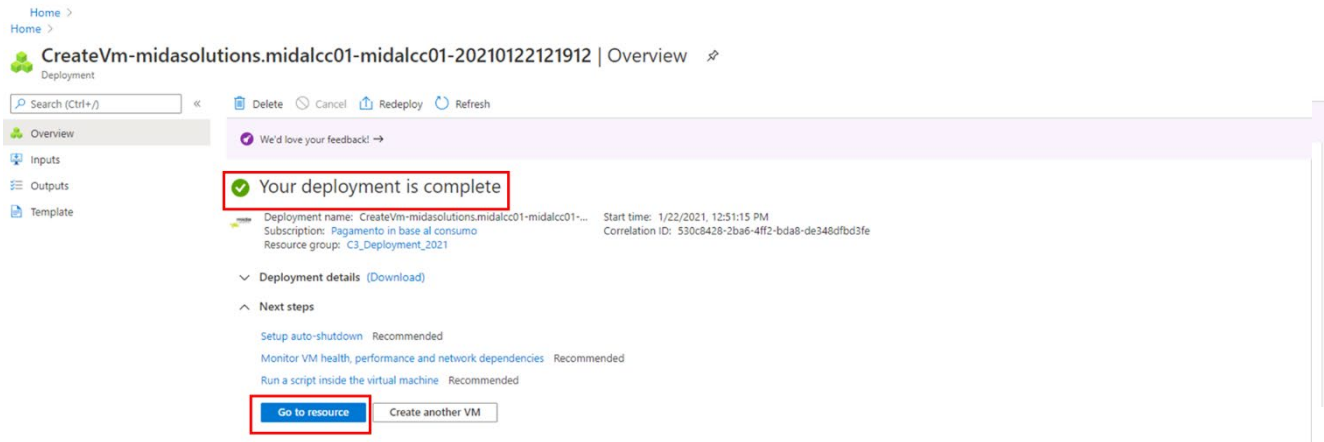 Home >
Home >
CreateVm-midasolutions.midalcc01-midalcc01-20210122121912 | Overview
Deployment
Search (Ctrl+/) «
Delete Cancel Redeploy Refresh
Overview
Inputs
Outputs
Template
We'd love your feedback! →
Your deployment is complete
Deployment name: CreateVm-midasolutions.midalcc01-midalcc01-... Start time: 1/22/2021, 12:51:15 PM
Subscription: Pagamento in base al consumo Correlation ID: 530c8428-2ba6-4ff2-bda8-de348dfbd3fe
Resource group: C3_Deployment_2021
Deployment details (Download)
Next steps
Setup auto-shutdown Recommended
Monitor VM health, performance and network dependencies Recommended
Run a script inside the virtual machine Recommended
Go to resource Create another VM